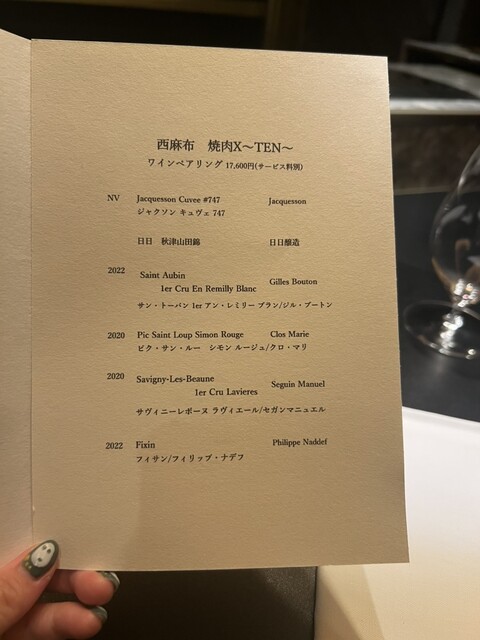 西麻布　焼肉X～TEN～
ワインペアリング 17,600円(サービス料別)
NV Jacquesson Cuvee #747 Jacquesson
ジャクソン キュヴェ 747
日日　秋津山田錦 日日醸造
2022 Saint Aubin
1er Cru En Remilly Blanc Gilles Bouton
サン・トーバン 1er アン・レミリー ブラン/ジル・ブートン
2020 Pic Saint Loup Simon Rouge Clos Marie
ピク・サン・ルー　シモン ルージュ/クロ・マリ
2020 Savigny-Les-Beaune
1er Cru Lavieres Seguin Manuel
サヴィニーレボーヌ ラヴィエール/セガンマニュエル
2022 Fixin Philippe Naddef
フィサン/フィリップ・ナデフ